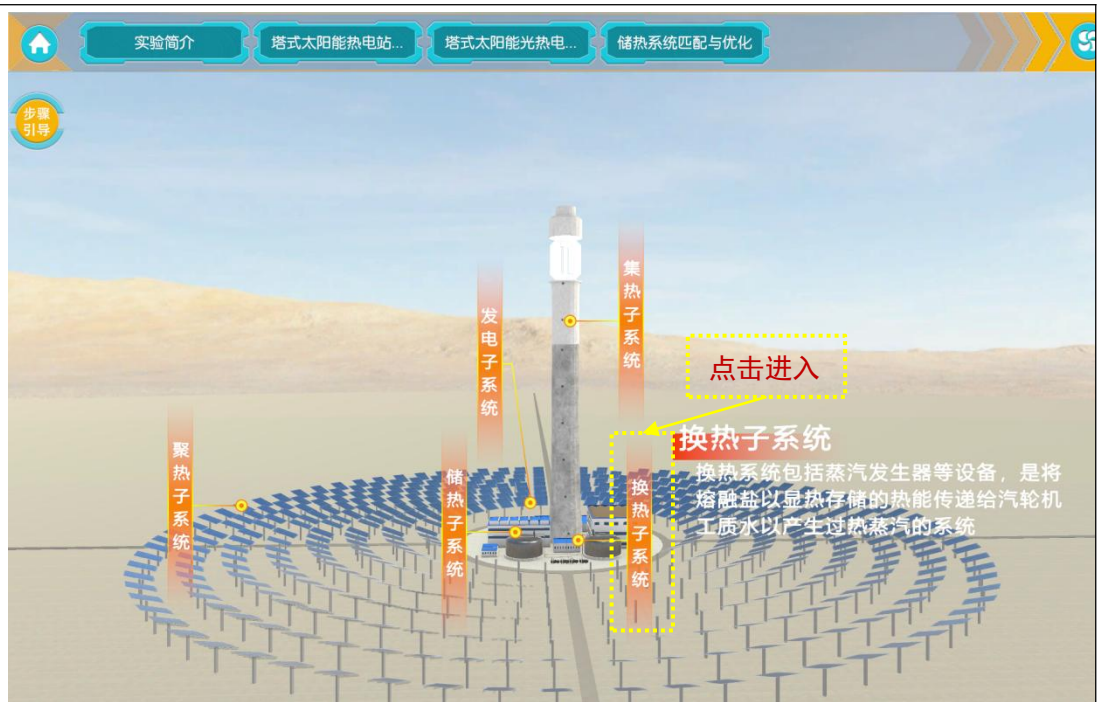 实验简介
塔式太阳能热电站...
塔式太阳能光热电...
储热系统匹配与优化
步骤
引导
集热子系统
发电子系统
点击进入
聚热子系统
储热子系统
换热子系统
换热子系统
换热系统包括蒸汽发生器等设备，是将
熔融盐以显热存储的热能传递给汽轮机
工质水以产生过热蒸汽的系统